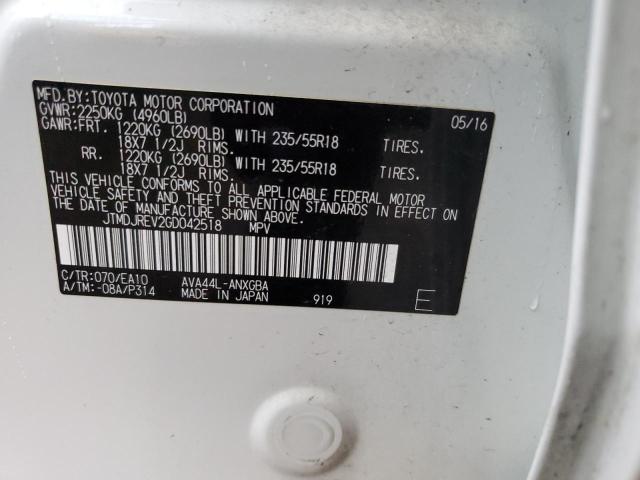 MFD.BY:TOYOTA MOTOR CORPORATION 05/16
GVWR:2250KG (4960LB)
GAWR:FRT. 1220KG (2690LB) WITH 235/55R18 TIRES.
18X7 1/2J RIMS.
RR. 1220KG (2690LB) WITH 235/55R18 TIRES.
18X7 1/2J RIMS.
THIS VEHICLE CONFORMS TO ALL APPLICABLE FEDERAL MOTOR
VEHICLE SAFETY AND THEFT PREVENTION STANDARDS IN EFFECT ON
THE DATE OF MANUFACTURE SHOWN ABOVE.
JTMDJREV2GD042518 MPV
C/TR:070/EA10 AVA44L-ANXGBA
A/TM:-08A/P314 MADE IN JAPAN 919 E